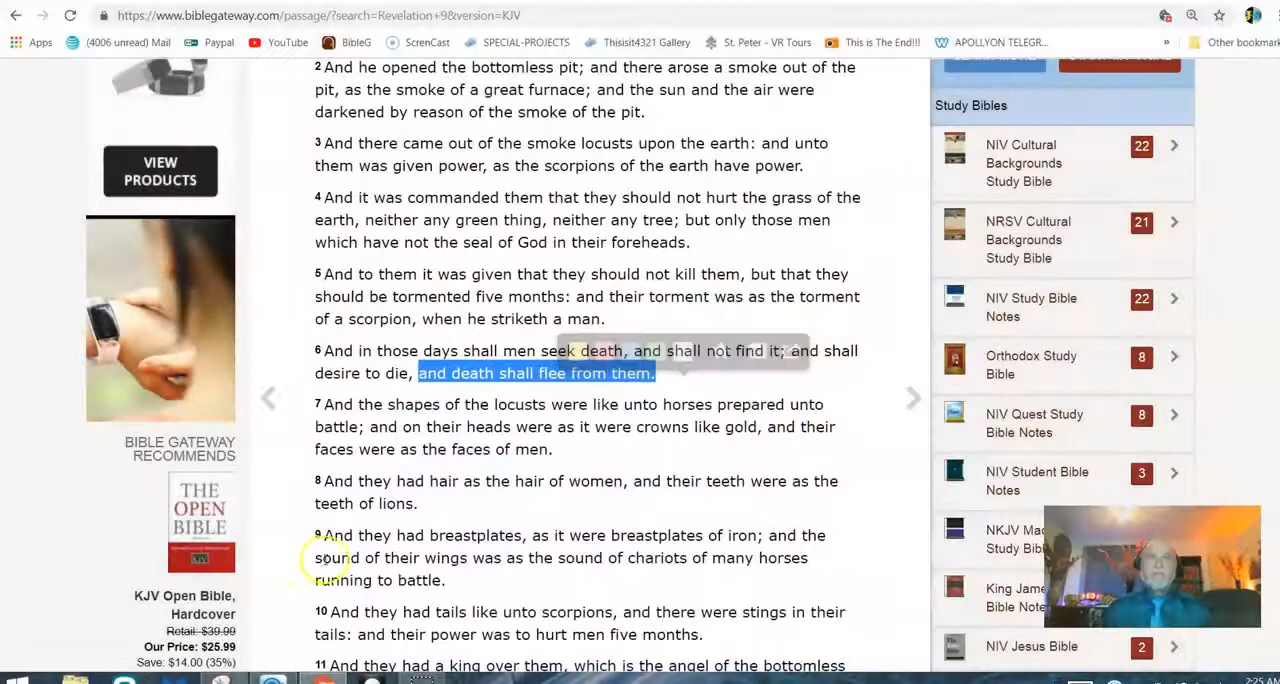 https://www.biblegateway.com/passage/?search=Revelation+9&version=KJV
Apps
(4006 unread) Mail
Paypal
YouTube
BibleG
ScrenCast
SPECIAL-PROJECTS
Thisisit4321 Gallery
St. Peter - VR Tours
This is The End!!!
APOLLYON TELEGR...
»
Other bookmark
2 And he opened the bottomless pit; and there arose a smoke out of the
pit, as the smoke of a great furnace; and the sun and the air were
darkened by reason of the smoke of the pit.
3 And there came out of the smoke locusts upon the earth: and unto
them was given power, as the scorpions of the earth have power.
4 And it was commanded them that they should not hurt the grass of the
earth, neither any green thing, neither any tree; but only those men
which have not the seal of God in their foreheads.
5 And to them it was given that they should not kill them, but that they
should be tormented five months: and their torment was as the torment
of a scorpion, when he striketh a man.
6 And in those days shall men seek death, and shall not find it; and shall
desire to die, and death shall flee from them.
7 And the shapes of the locusts were like unto horses prepared unto
battle; and on their heads were as it were crowns like gold, and their
faces were as the faces of men.
8 And they had hair as the hair of women, and their teeth were as the
teeth of lions.
9 And they had breastplates, as it were breastplates of iron; and the
sound of their wings was as the sound of chariots of many horses
running to battle.
10 And they had tails like unto scorpions, and there were stings in their
tails: and their power was to hurt men five months.
11 And they had a king over them, which is the angel of the bottomless
VIEW
PRODUCTS
BIBLE GATEWAY
RECOMMENDS
THE
OPEN
BIBLE
KJV
KJV Open Bible,
Hardcover
Retail: $39.99
Our Price: $25.99
Save: $14.00 (35%)
Study Bibles
NIV Cultural
Backgrounds
Study Bible
22
NRSV Cultural
Backgrounds
Study Bible
21
NIV Study Bible
Notes
22
Orthodox Study
Bible
8
NIV Quest Study
Bible Notes
8
NIV Student Bible
Notes
3
NKJV Mac
Study Bibl
King Jame
Bible Note
NIV Jesus Bible
2
2:25 AM